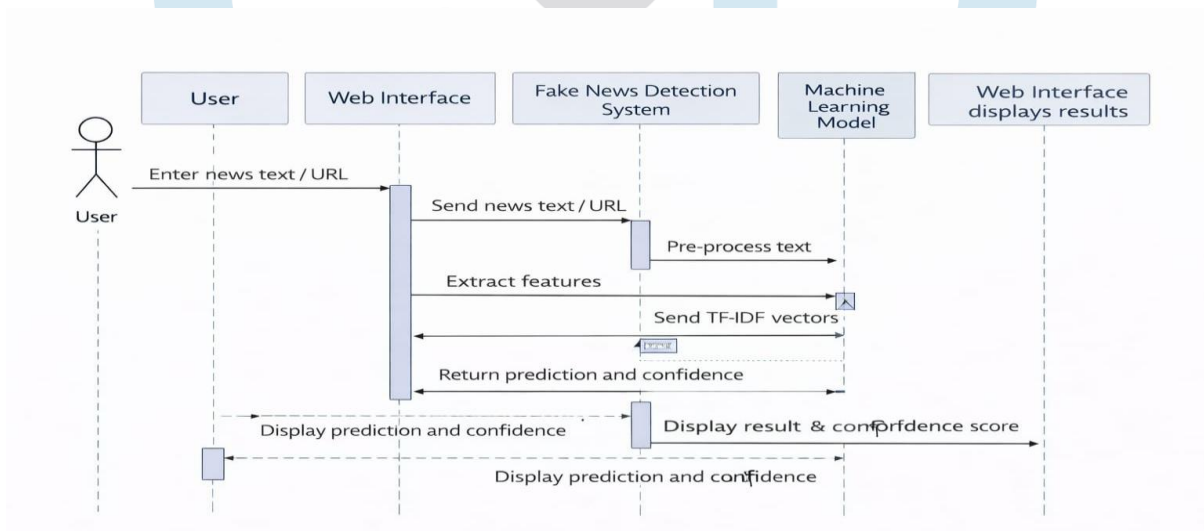 User
Web Interface
Fake News Detection
System
Machine
Learning
Model
Web Interface
displays results
Enter news text / URL
User
Send news text / URL
Pre-process text
Extract features
Send TF-IDF vectors
Return prediction and confidence
Display prediction and confidence
Display result & score
Display prediction and confidence